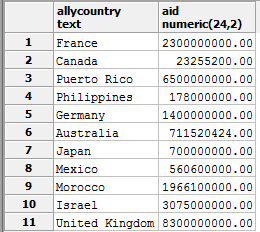 allycountry aid
text numeric(24,2)
1 France 2300000000.00
2 Canada 23255200.00
3 Puerto Rico 6500000000.00
4 Philippines 178000000.00
5 Germany 1400000000.00
6 Australia 711520424.00
7 Japan 700000000.00
8 Mexico 560600000.00
9 Morocco 1966100000.00
10 Israel 3075000000.00
11 United Kingdom 8300000000.00